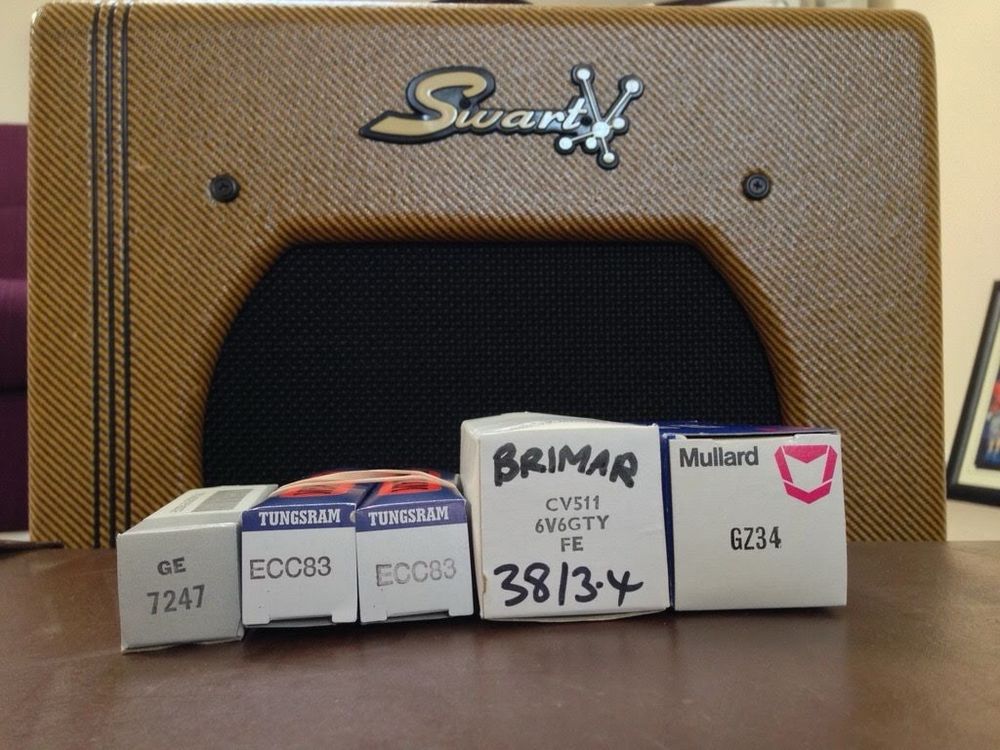 Swart
GE
7247
TUNGSRAM
ECC83
TUNGSRAM
ECC83
BRIMAR
CV511
6V6GTY
FE
38/3.4
Mullard
GZ34